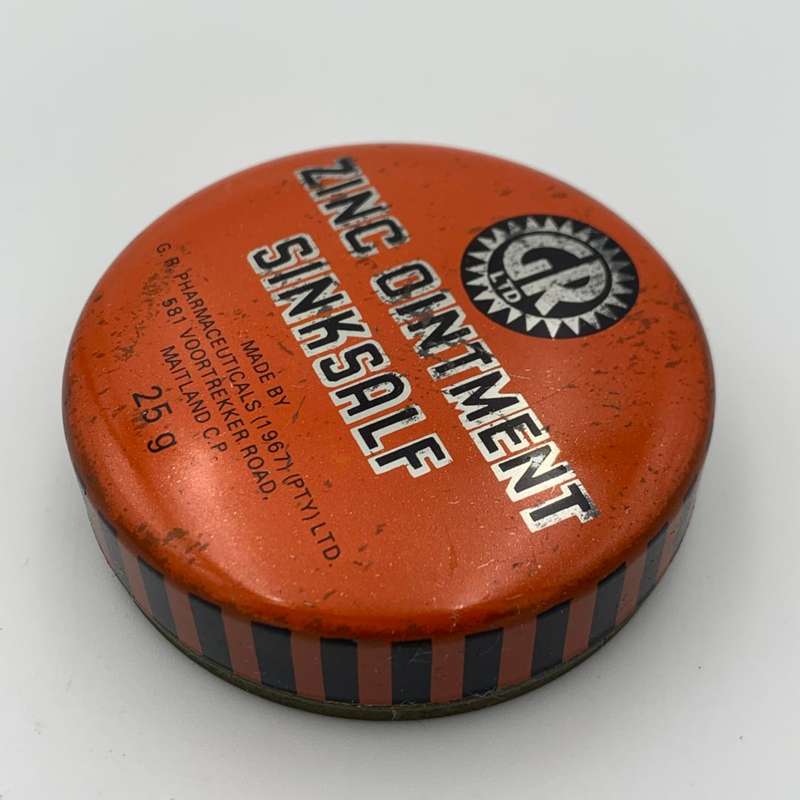 GR
LTD
ZINC OINTMENT
SINKSALF
MADE BY
G. R. PHARMACEUTICALS (1967) (PTY) LTD.
581 VOORTREKKER ROAD,
MAITLAND C.P.
25 g